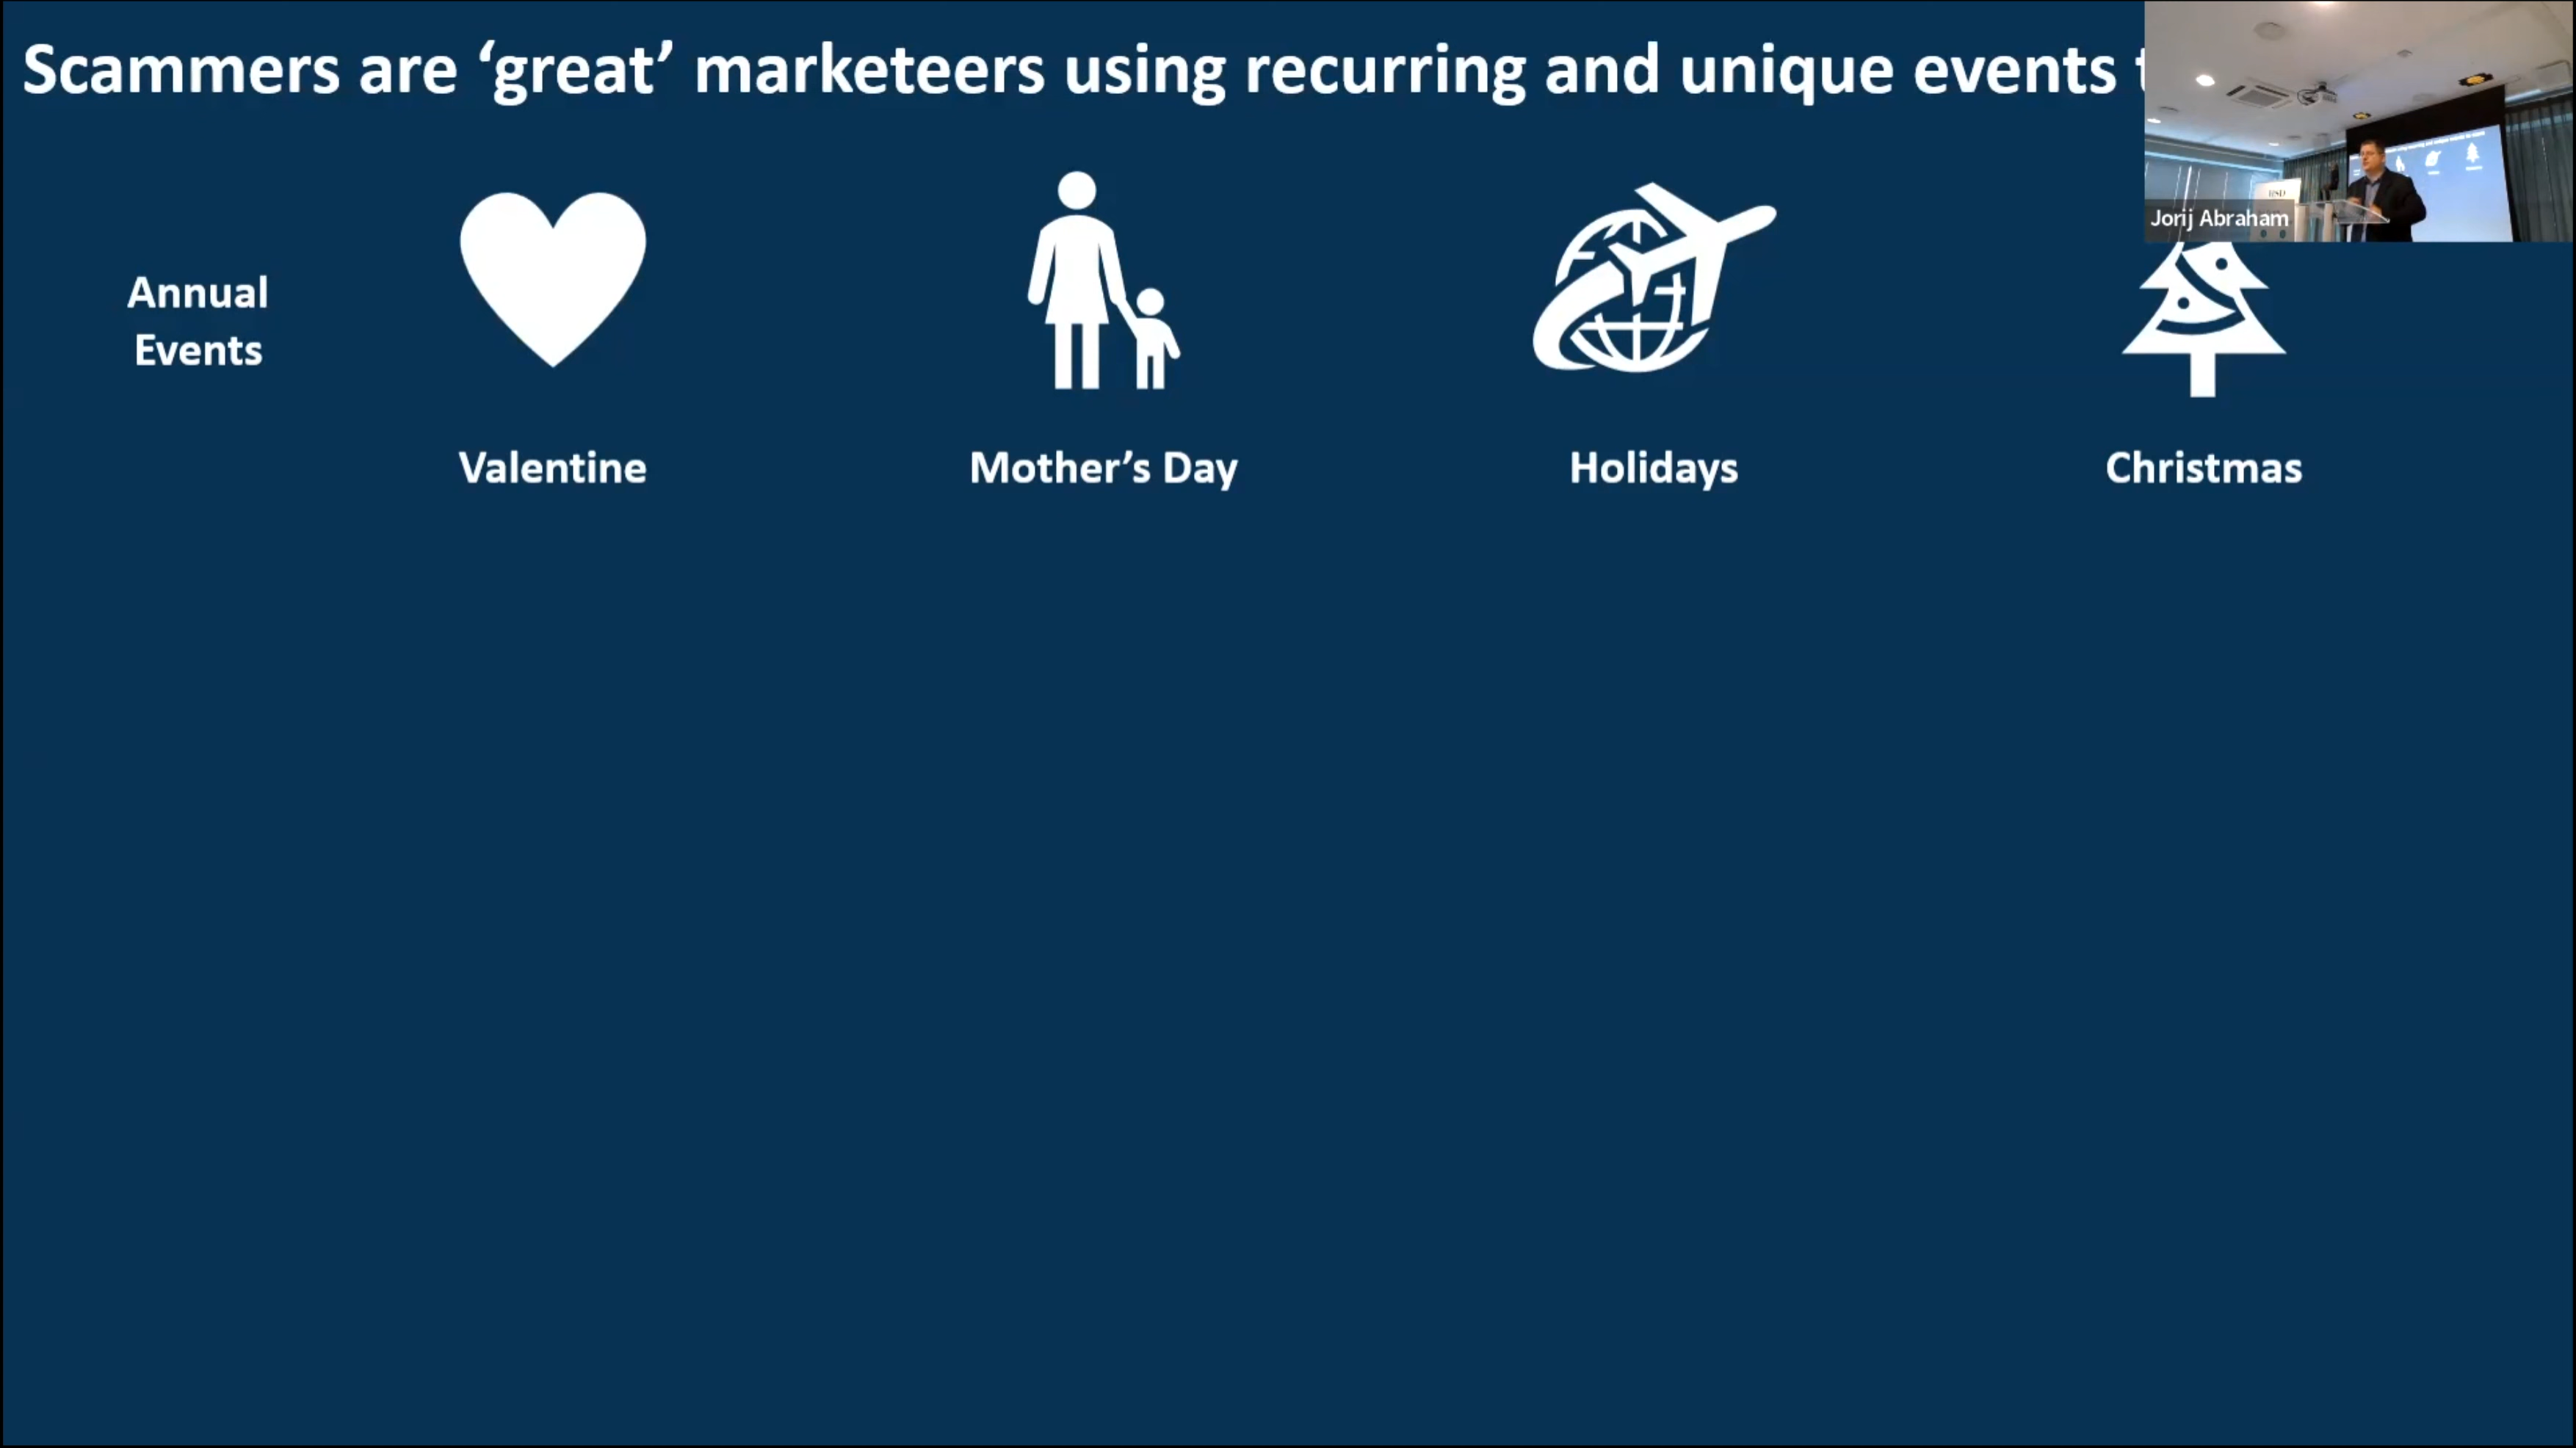 Scammers are ‘great’ marketeers using recurring and unique events
Jorij Abraham
Annual
Events
Valentine
Mother’s Day
Holidays
Christmas